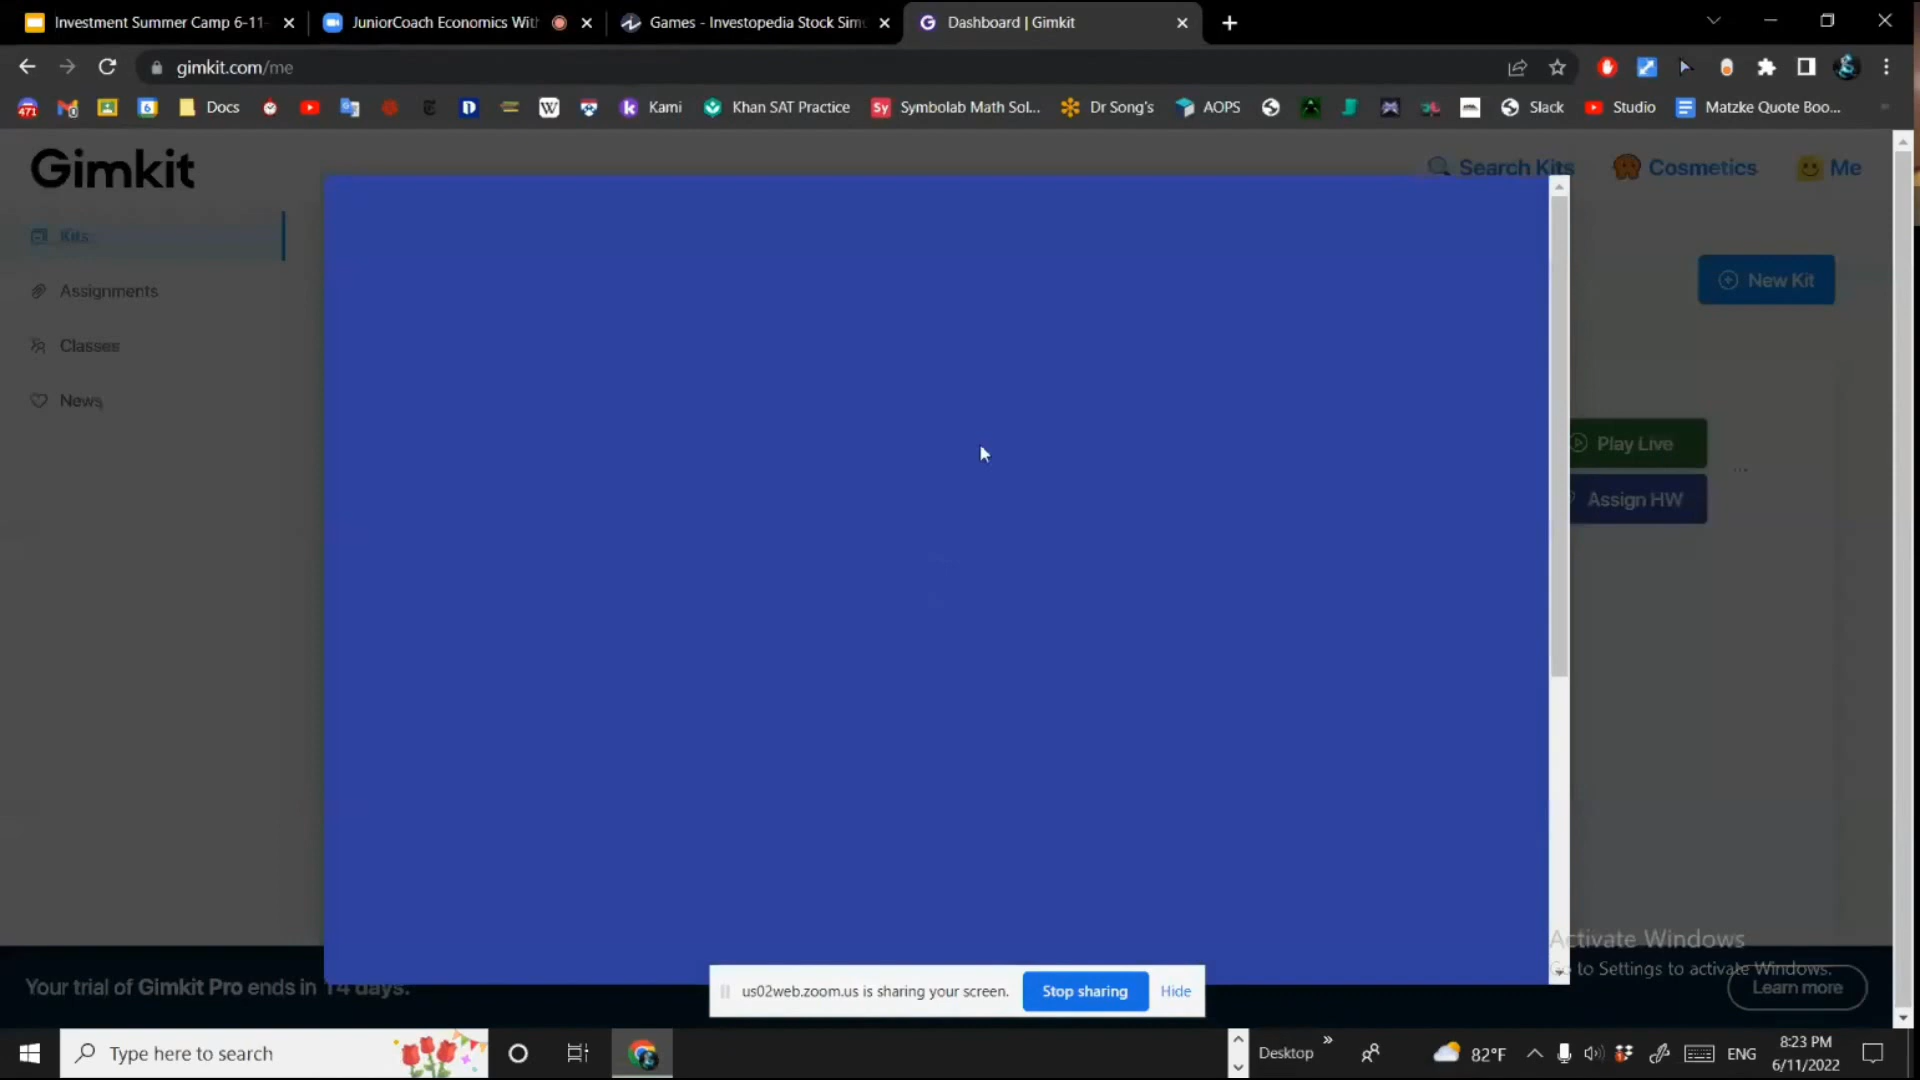 Investment Summer Camp 6-11-
JuniorCoach Economics With
Games - Investopedia Stock Simu
Dashboard | Gimkit
gimkit.com/me
Docs
Kami
Khan SAT Practice
Symbolab Math Sol...
Dr Song's
AOPS
Slack
Studio
Matzke Quote Boo...
Gimkit
Search Kits
Cosmetics
Me
Kits
Assignments
Classes
News
New Kit
Play Live
Assign HW
Activate Windows
Go to Settings to activate Windows.
Your trial of Gimkit Pro ends in 14 days.
Learn more
us02web.zoom.us is sharing your screen.
Stop sharing
Hide
Type here to search
Desktop
82°F
ENG
8:23 PM
6/11/2022